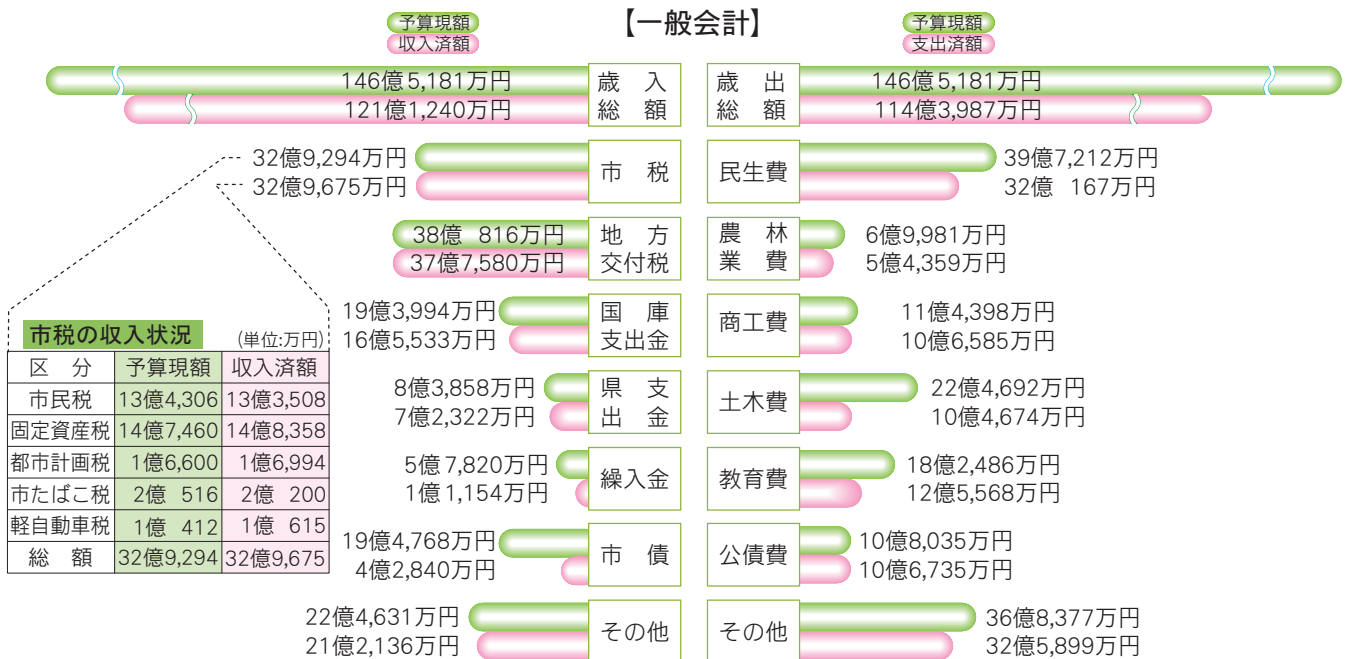 【一般会計】
予算現額
収入済額
予算現額
支出済額
146億5,181万円
121億1,240万円
歳入
総額
歳出
総額
146億5,181万円
114億3,987万円
32億9,294万円
32億9,675万円
市税
民生費
39億7,212万円
32億 167万円
38億 816万円
37億7,580万円
地方
交付税
農林
業費
6億9,981万円
5億4,359万円
19億3,994万円
16億5,533万円
国庫
支出金
商工費
11億4,398万円
10億6,585万円
8億3,858万円
7億2,322万円
県支
出金
土木費
22億4,692万円
10億4,674万円
5億7,820万円
1億1,154万円
繰入金
教育費
18億2,486万円
12億5,568万円
19億4,768万円
4億2,840万円
市債
公債費
10億8,035万円
10億6,735万円
22億4,631万円
21億2,136万円
その他
その他
36億8,377万円
32億5,899万円
市税の収入状況 (単位:万円)
区分 予算現額 収入済額
市民税 13億4,306 13億3,508
固定資産税 14億7,460 14億8,358
都市計画税 1億6,600 1億6,994
市たばこ税 2億 516 2億 200
軽自動車税 1億 412 1億 615
総額 32億9,294 32億9,675